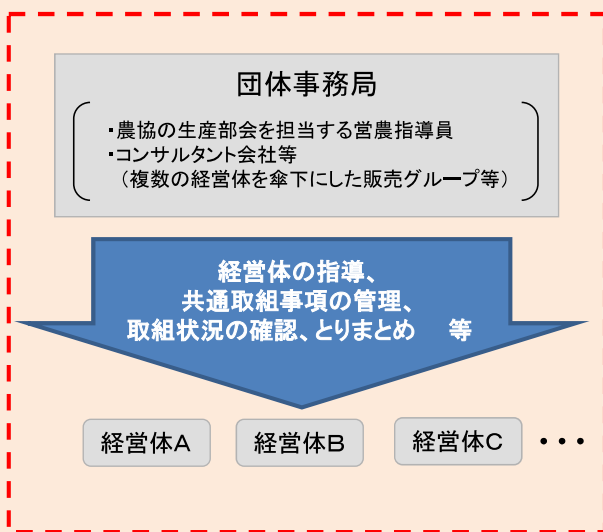 団体事務局
・農協の生産部会を担当する営農指導員
・コンサルタント会社等
（複数の経営体を傘下にした販売グループ等）
経営体の指導、
共通取組事項の管理、
取組状況の確認、とりまとめ　等
経営体A 経営体B 経営体C ・・・